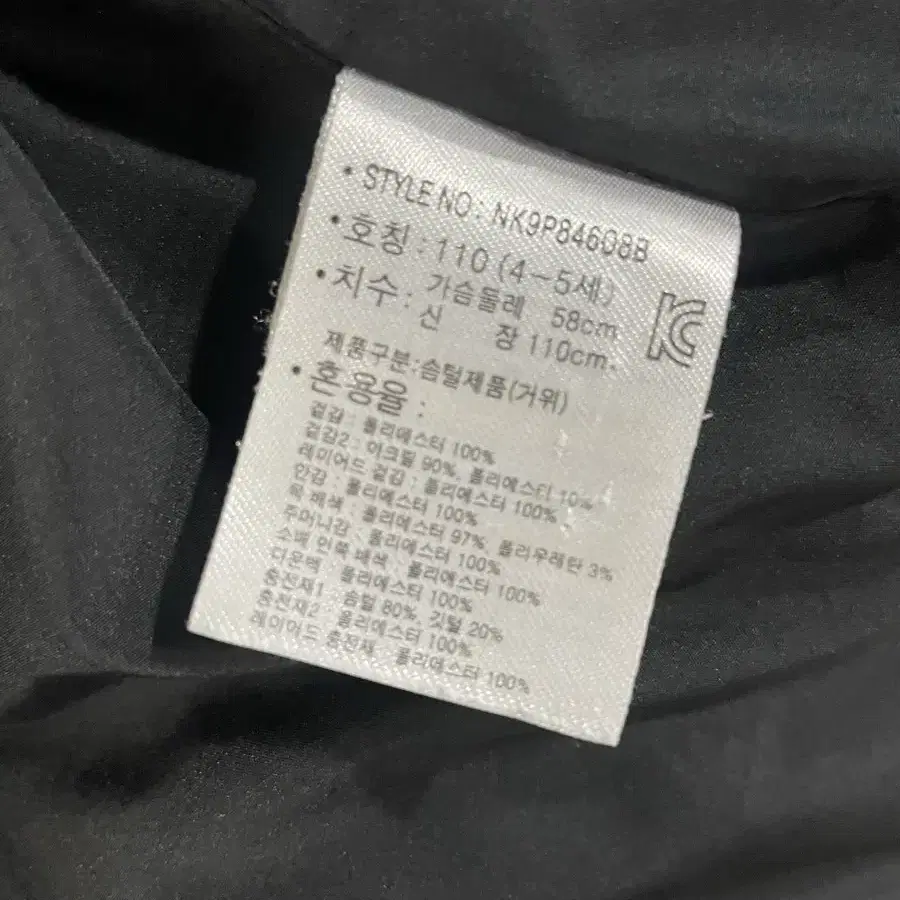 • STYLE NO : NK9P84608B
• 호칭 : 110 (4-5세)
• 치수 : 가슴둘레 58cm
신 장 110cm.
제품구분:솜털제품(거위)
• 혼용율 :
겉감 : 폴리에스터 100%
겉감2 : 아크릴 90%, 폴리에스터 10%
레이어드 겉감 : 폴리에스터 100%
안감 : 폴리에스터 100%
목배색 : 폴리에스터 97%, 폴리우레탄 3%
주머니감 : 폴리에스터 100%
소매 안쪽 배색 : 폴리에스터 100%
다운백 : 폴리에스터 100%
충전재1 : 솜털 80%, 깃털 20%
충전재2 : 폴리에스터 100%
레이어드 충전재 : 폴리에스터 100%
KC